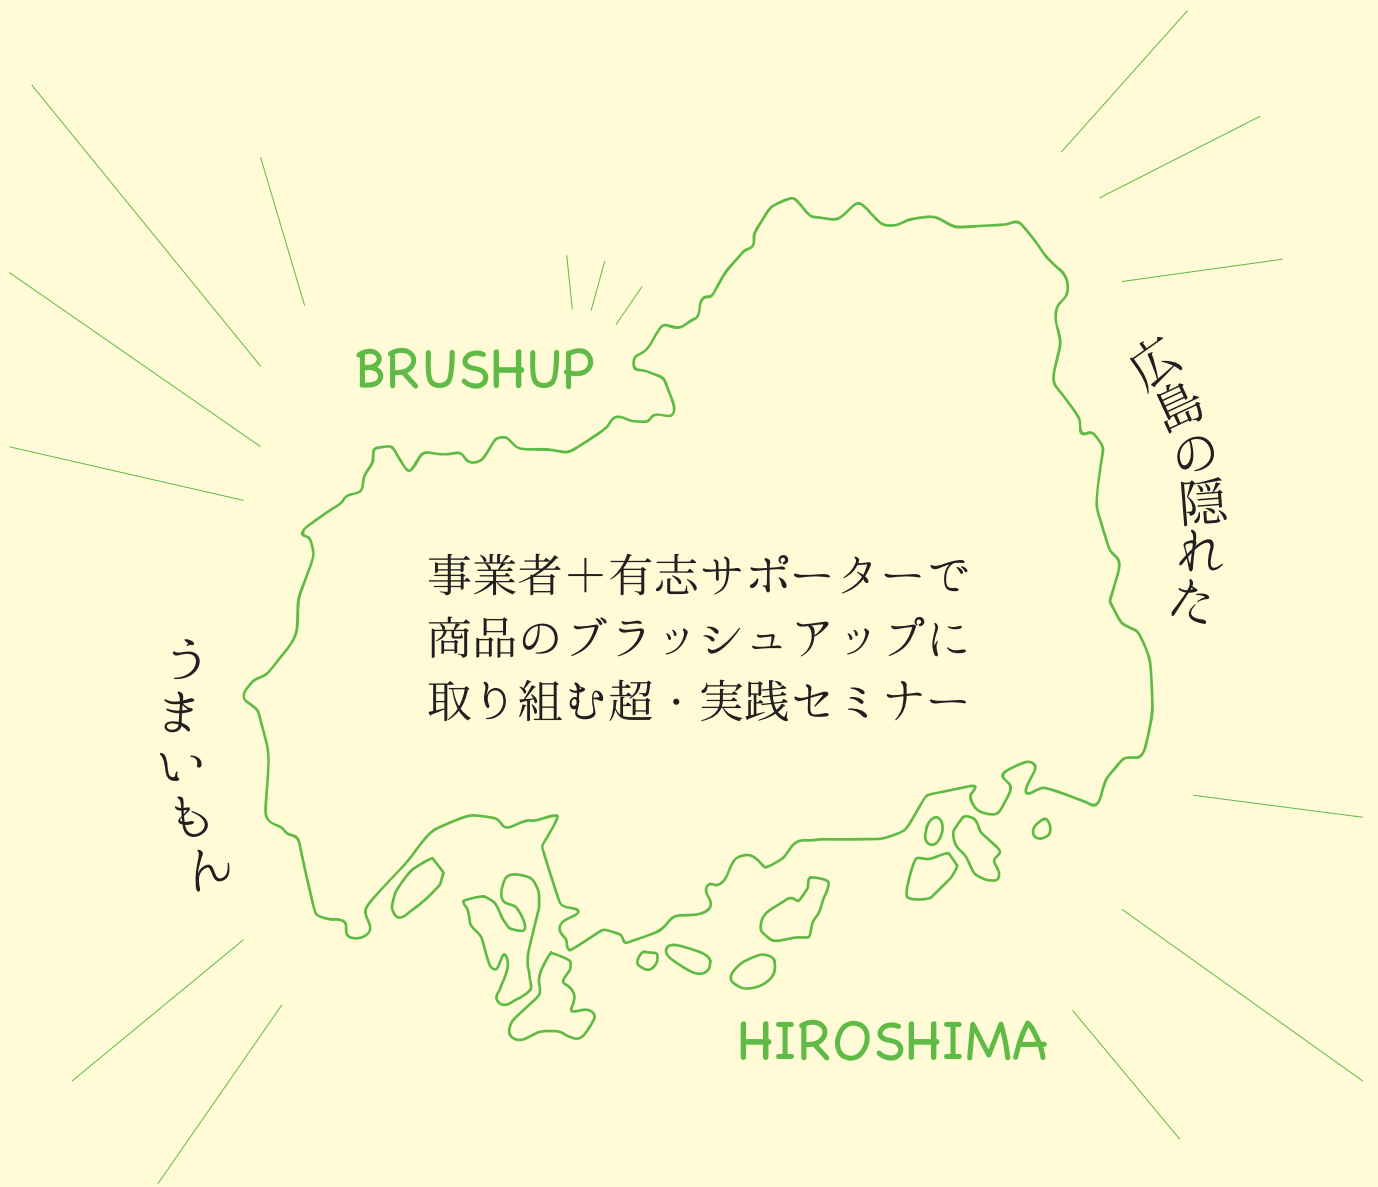 BRUSHUP
広島の隠れた
うまいもん
事業者＋有志サポーターで
商品のブラッシュアップに
取り組む超・実践セミナー
HIROSHIMA